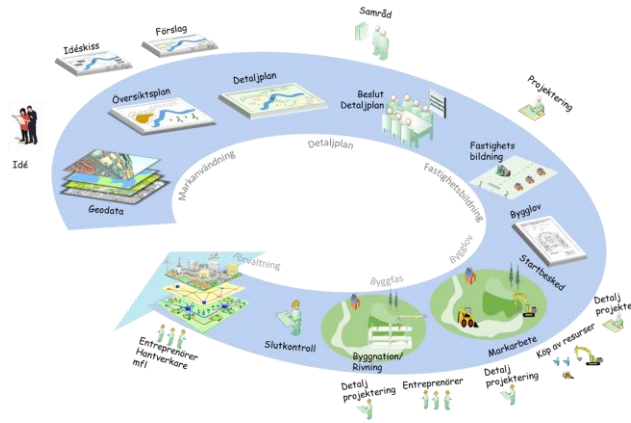 Samråd
Förslag
Idéskiss
Projektering
Detaljplan
Översiktsplan
Beslut
Detaljplan
Idé
Detaljplan
Markanvändning
Fastighets
bildning
Fastighetsbildning
Geodata
Bygglov
Bygglov
Startbesked
Förvaltning
Byggfas
Detalj
projekte
Köp av resurser
Markarbete
Slutkontroll
Byggnation/
Rivning
Entreprenörer
Hantverkare
mfl
Detalj
projektering
Entreprenörer
Detalj
projektering